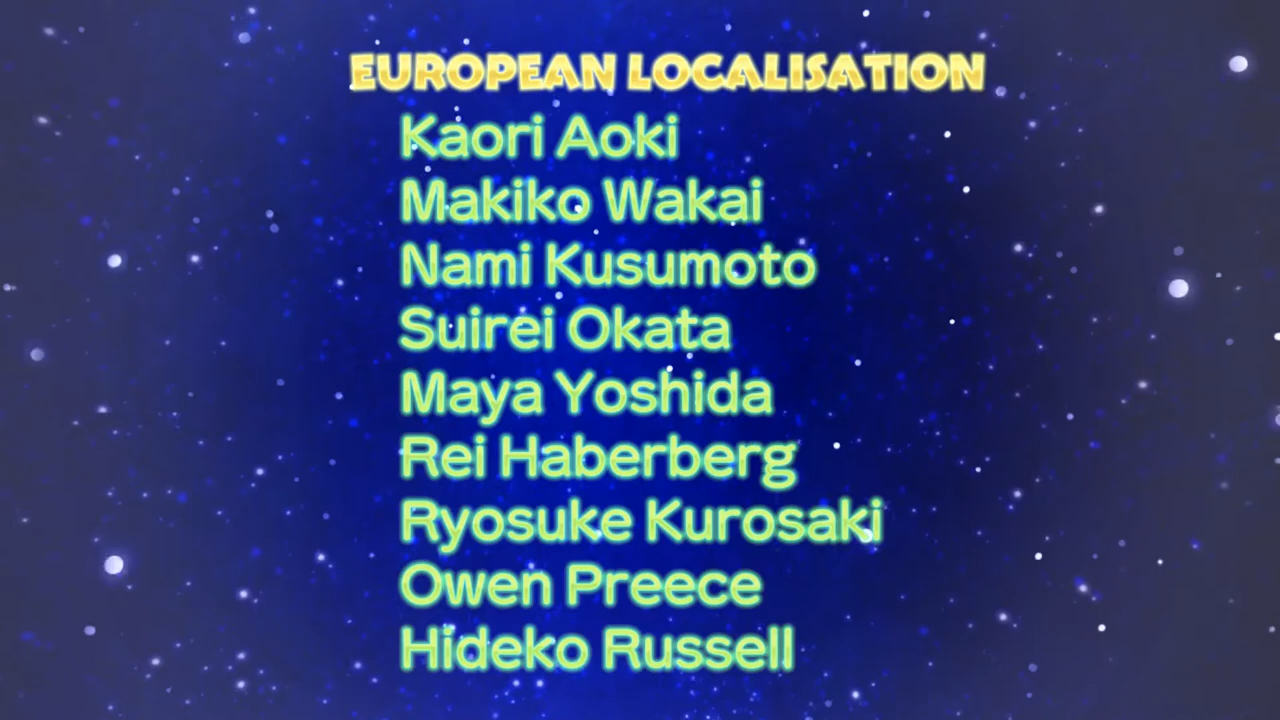 EUROPEAN LOCALISATION
Kaori Aoki
Makiko Wakai
Nami Kusumoto
Suirei Okata
Maya Yoshida
Rei Haberberg
Ryosuke Kurosaki
Owen Preece
Hideko Russell